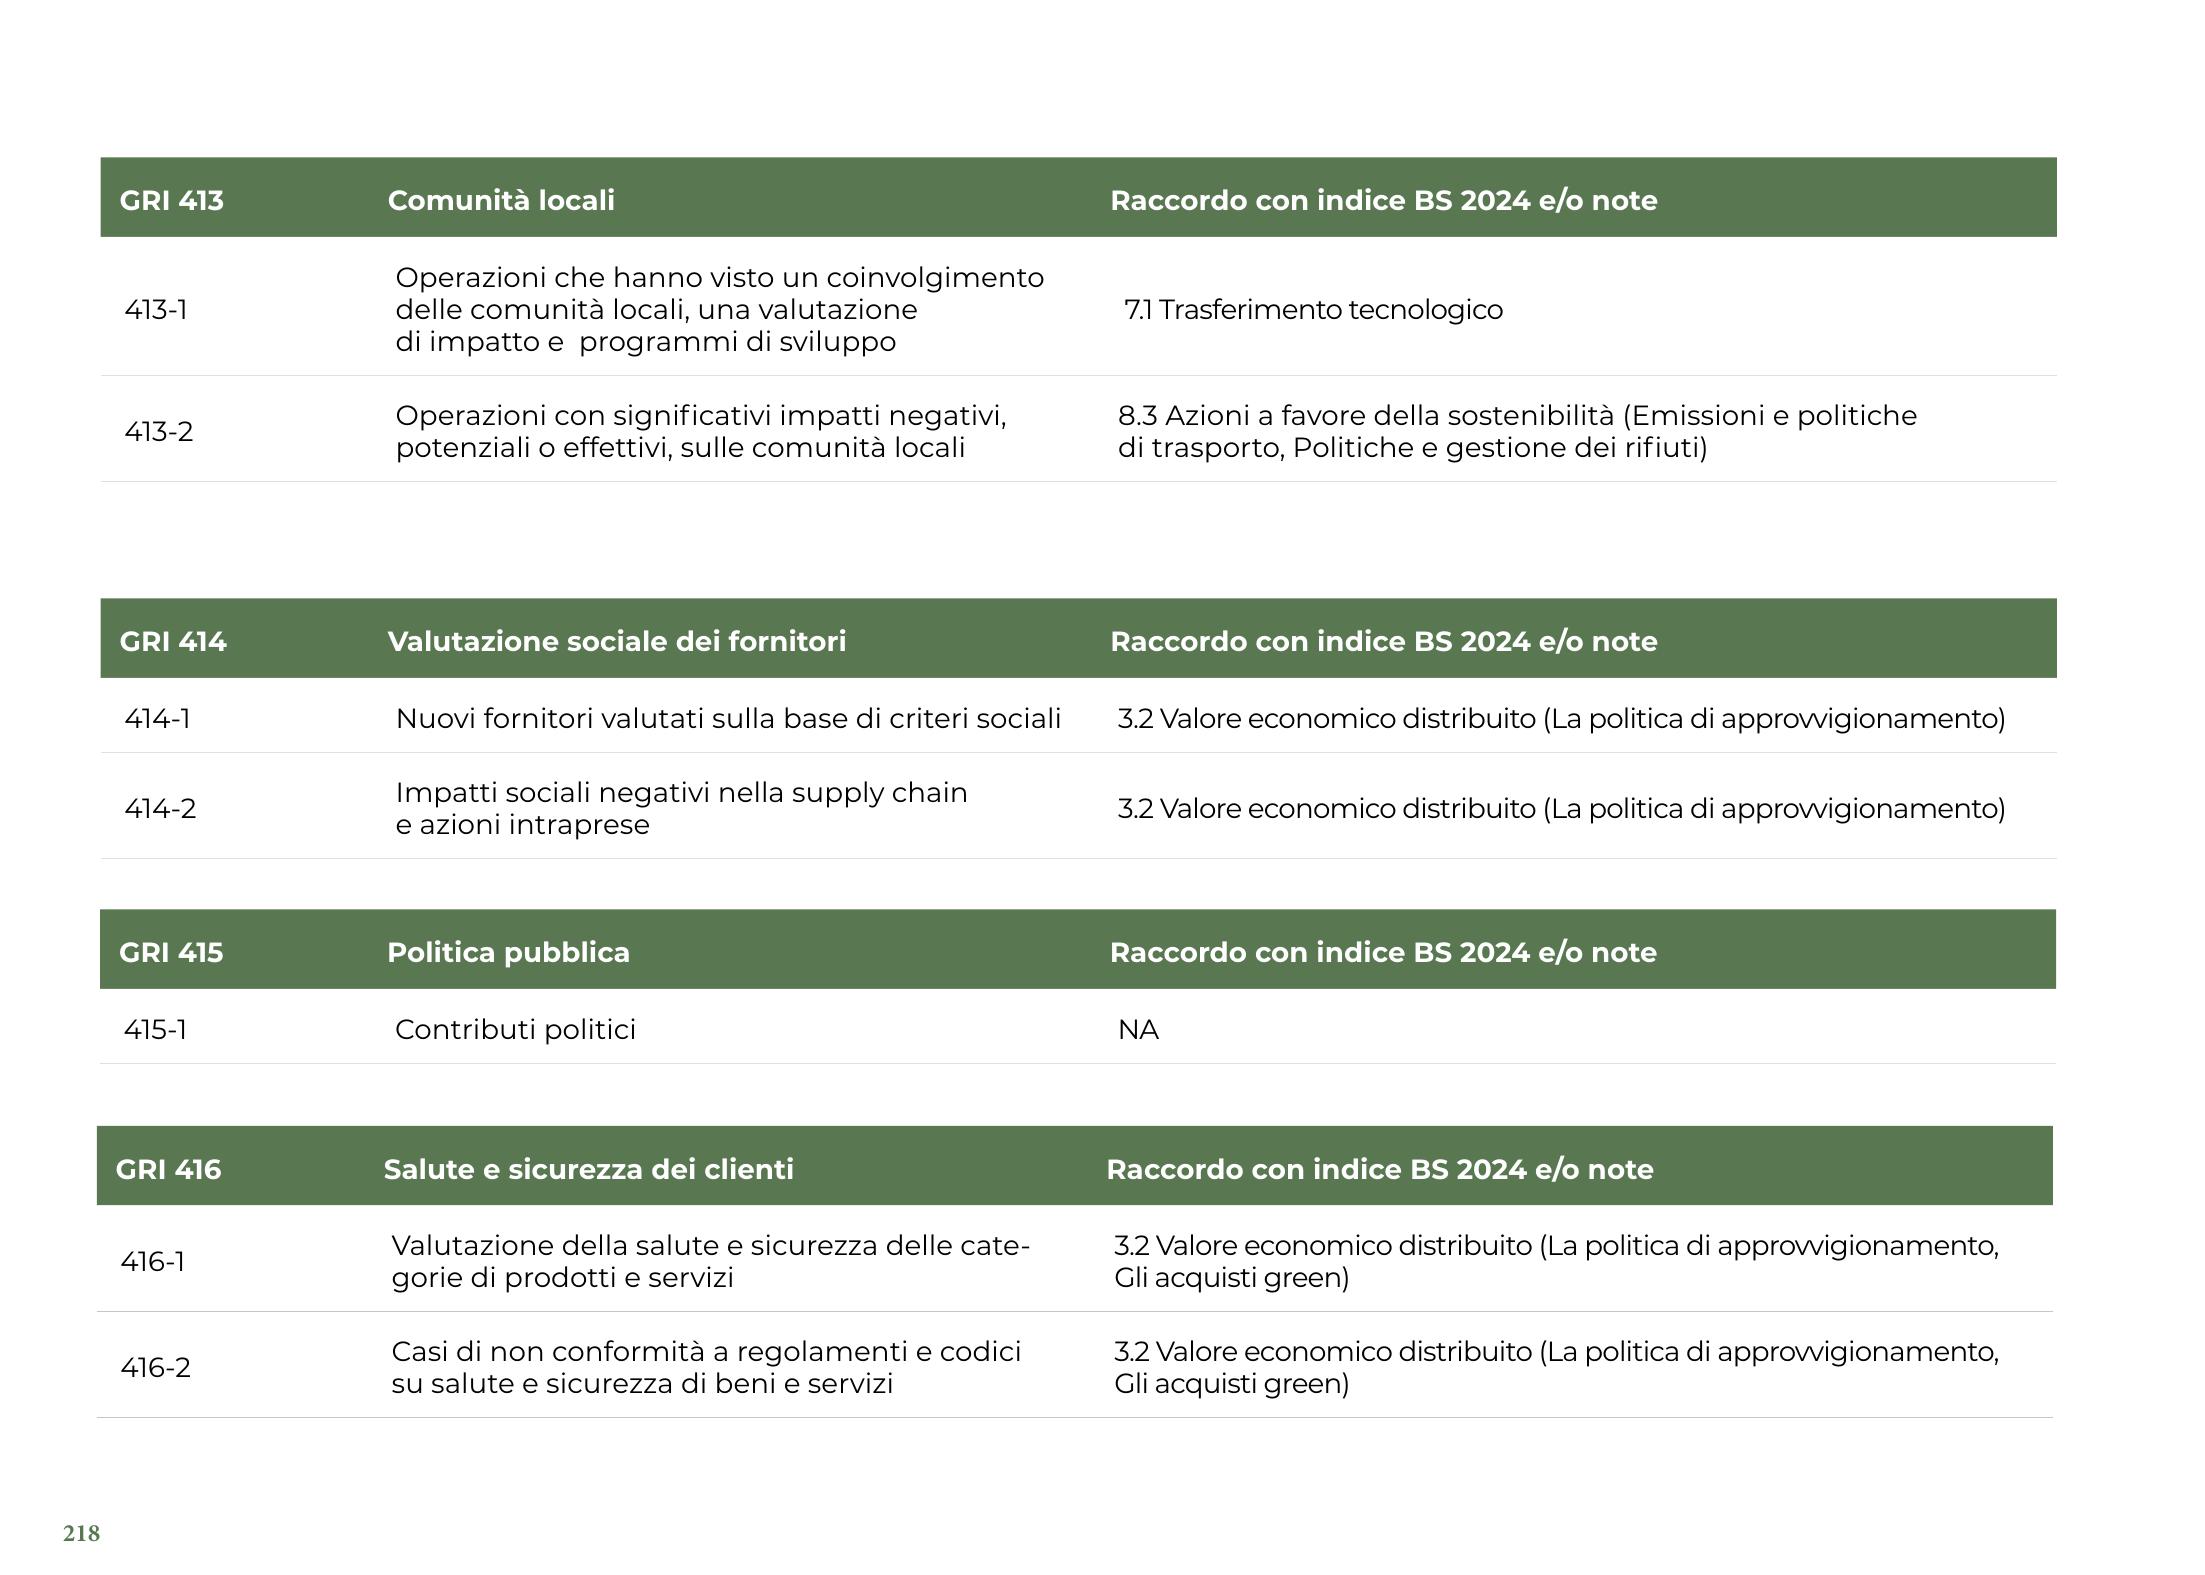 GRI 413 Comunità locali Raccordo con indice BS 2024 e/o note
413-1
Operazioni che hanno visto un coinvolgimento
delle comunità locali, una valutazione
di impatto e  programmi di sviluppo
7.1 Trasferimento tecnologico
413-2
Operazioni con significativi impatti negativi,
potenziali o effettivi, sulle comunità locali
8.3 Azioni a favore della sostenibilità (Emissioni e politiche
di trasporto, Politiche e gestione dei rifiuti)
GRI 414 Valutazione sociale dei fornitori Raccordo con indice BS 2024 e/o note
414-1 Nuovi fornitori valutati sulla base di criteri sociali 3.2 Valore economico distribuito (La politica di approvvigionamento)
414-2
Impatti sociali negativi nella supply chain
e azioni intraprese
3.2 Valore economico distribuito (La politica di approvvigionamento)
GRI 415 Politica pubblica Raccordo con indice BS 2024 e/o note
415-1 Contributi politici NA
GRI 416 Salute e sicurezza dei clienti Raccordo con indice BS 2024 e/o note
416-1
Valutazione della salute e sicurezza delle cate-
gorie di prodotti e servizi
3.2 Valore economico distribuito (La politica di approvvigionamento,
Gli acquisti green)
416-2
Casi di non conformità a regolamenti e codici
su salute e sicurezza di beni e servizi
3.2 Valore economico distribuito (La politica di approvvigionamento,
Gli acquisti green)
218